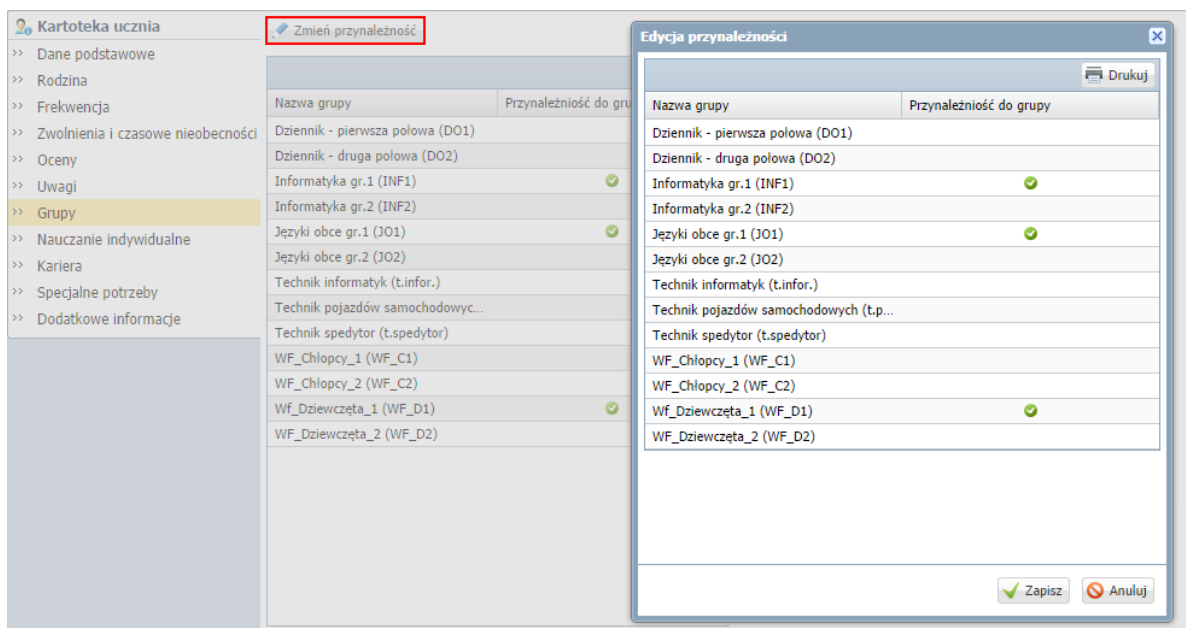 Kartoteka ucznia
>> Dane podstawowe
>> Rodzina
>> Frekwencja
>> Zwolnienia i czasowe nieobecności
>> Oceny
>> Uwagi
>> Grupy
>> Nauczanie indywidualne
>> Kariera
>> Specjalne potrzeby
>> Dodatkowe informacje
Zmień przynależność
Nazwa grupy Przynależniość do gru
Dziennik - pierwsza połowa (DO1)
Dziennik - druga połowa (DO2)
Informatyka gr.1 (INF1)
Informatyka gr.2 (INF2)
Języki obce gr.1 (JO1)
Języki obce gr.2 (JO2)
Technik informatyk (t.infor.)
Technik pojazdów samochodowyc...
Technik spedytor (t.spedytor)
WF_Chłopcy_1 (WF_C1)
WF_Chłopcy_2 (WF_C2)
Wf_Dziewczęta_1 (WF_D1)
WF_Dziewczęta_2 (WF_D2)
Edycja przynależności
Drukuj
Nazwa grupy Przynależniość do grupy
Dziennik - pierwsza połowa (DO1)
Dziennik - druga połowa (DO2)
Informatyka gr.1 (INF1)
Informatyka gr.2 (INF2)
Języki obce gr.1 (JO1)
Języki obce gr.2 (JO2)
Technik informatyk (t.infor.)
Technik pojazdów samochodowych (t.p...
Technik spedytor (t.spedytor)
WF_Chłopcy_1 (WF_C1)
WF_Chłopcy_2 (WF_C2)
Wf_Dziewczęta_1 (WF_D1)
WF_Dziewczęta_2 (WF_D2)
Zapisz Anuluj